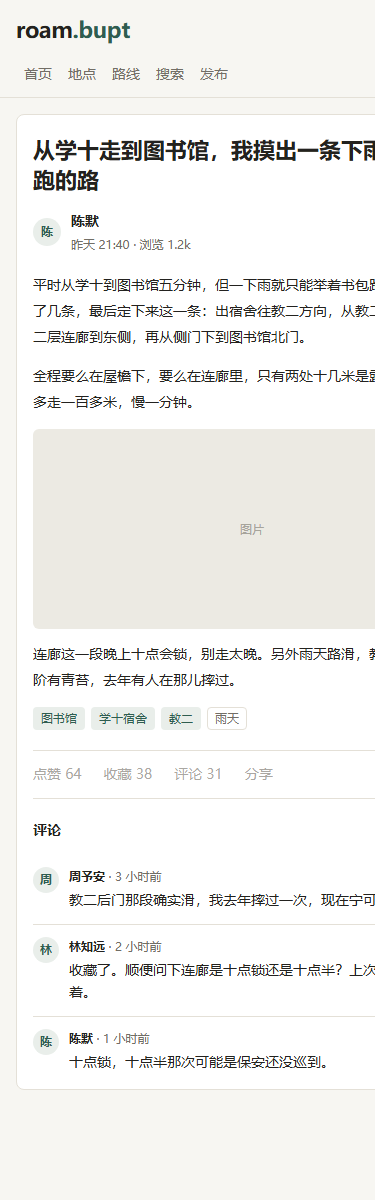 roam.bupt
首页 地点 路线 搜索 发布
从学十走到图书馆，我摸出一条下雨
跑的路
陈 陈默
昨天 21:40 · 浏览 1.2k
平时从学十到图书馆五分钟，但一下雨就只能举着书包跑
了几条，最后定下来这一条：出宿舍往教二方向，从教二
二层连廊到东侧，再从侧门下到图书馆北门。
全程要么在屋檐下，要么在连廊里，只有两处十几米是露
多走一百多米，慢一分钟。
图片
连廊这一段晚上十点会锁，别走太晚。另外雨天路滑，教
阶有青苔，去年有人在那儿摔过。
图书馆 学十宿舍 教二 雨天
点赞 64 收藏 38 评论 31 分享
评论
周 周予安 · 3 小时前
教二后门那段确实滑，我去年摔过一次，现在宁可
林 林知远 · 2 小时前
收藏了。顺便问下连廊是十点锁还是十点半？上次
着。
陈 陈默 · 1 小时前
十点锁，十点半那次可能是保安还没巡到。